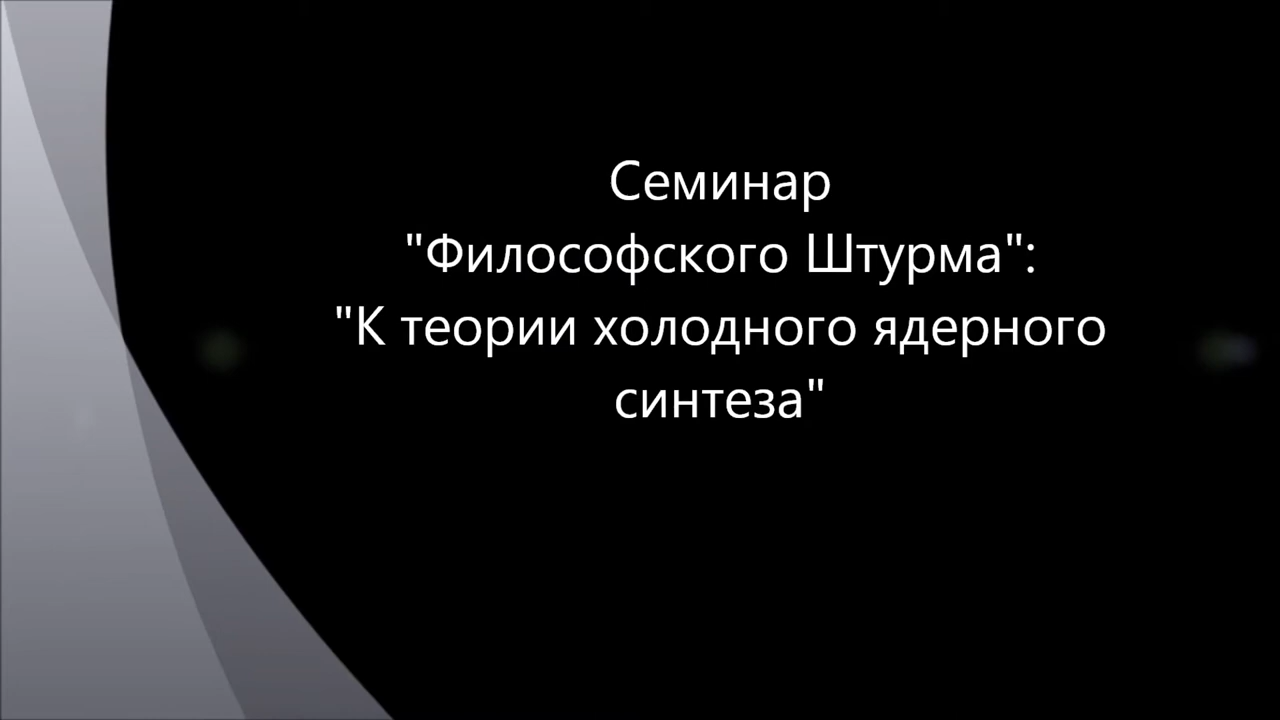 Семинар
"Философского Штурма":
"К теории холодного ядерного
синтеза"